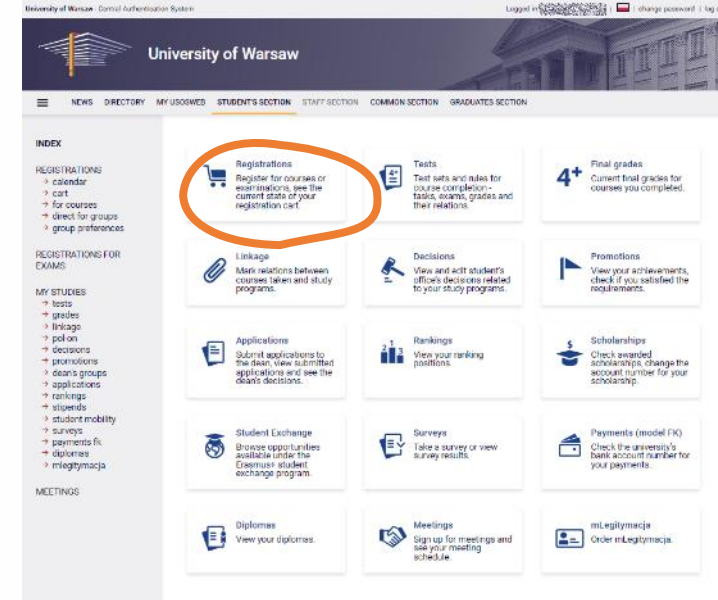 University of Warsaw - Central Authentication System
Logged in | change password | log
University of Warsaw
NEWS DIRECTORY MY USOSWEB STUDENT'S SECTION STAFF SECTION COMMON SECTION GRADUATES SECTION
INDEX
REGISTRATIONS
→ calendar
→ cart
→ for courses
→ direct for groups
→ group preferences
REGISTRATIONS FOR
EXAMS
MY STUDIES
→ tests
→ grades
→ linkage
→ pol on
→ decisions
→ promotions
→ dean's groups
→ applications
→ rankings
→ stipends
→ student mobility
→ surveys
→ payments fk
→ diplomas
→ mlegitymacja
MEETINGS
Registrations
Register for courses or
examinations, see the
current state of your
registration cart.
4+
Tests
Test sets and rules for
course completion -
tasks, exams, grades and
their relations.
4+
Final grades
Current final grades for
courses you completed.
Linkage
Mark relations between
courses taken and study
programs.
Decisions
View and edit student's
office's decisions related
to your study programs.
Promotions
View your achievements,
check if you satisfied the
requirements.
Applications
Submit applications to
the dean, view submitted
applications and see the
dean's decisions.
2 1 3
Rankings
View your ranking
positions.
$
Scholarships
Check awarded
scholarships, change the
account number for your
scholarship.
Student Exchange
Browse opportunities
available under the
Erasmus+ student
exchange program.
Surveys
Take a survey or view
survey results.
Payments (model FK)
Check the university's
bank account number for
your payments.
Diplomas
View your diplomas.
Meetings
Sign up for meetings and
see your meeting
schedule.
mLegitymacja
Order mLegitymacja.